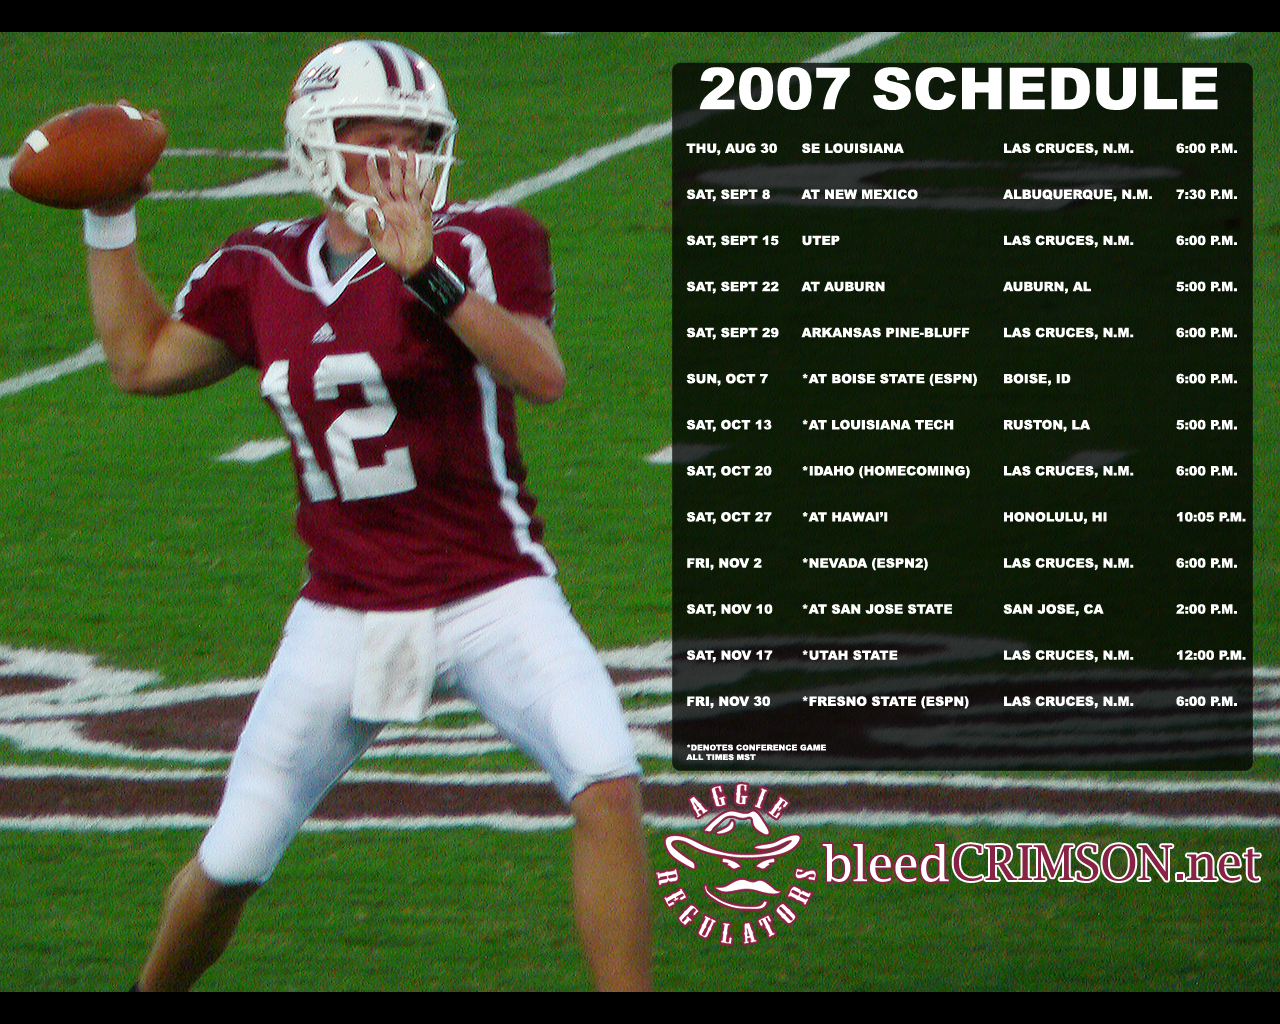 2007 SCHEDULE
THU, AUG 30 SE LOUISIANA LAS CRUCES, N.M. 6:00 P.M.
SAT, SEPT 8 AT NEW MEXICO ALBUQUERQUE, N.M. 7:30 P.M.
SAT, SEPT 15 UTEP LAS CRUCES, N.M. 6:00 P.M.
SAT, SEPT 22 AT AUBURN AUBURN, AL 5:00 P.M.
SAT, SEPT 29 ARKANSAS PINE-BLUFF LAS CRUCES, N.M. 6:00 P.M.
SUN, OCT 7 *AT BOISE STATE (ESPN) BOISE, ID 6:00 P.M.
SAT, OCT 13 *AT LOUISIANA TECH RUSTON, LA 5:00 P.M.
SAT, OCT 20 *IDAHO (HOMECOMING) LAS CRUCES, N.M. 6:00 P.M.
SAT, OCT 27 *AT HAWAI'I HONOLULU, HI 10:05 P.M.
FRI, NOV 2 *NEVADA (ESPN2) LAS CRUCES, N.M. 6:00 P.M.
SAT, NOV 10 *AT SAN JOSE STATE SAN JOSE, CA 2:00 P.M.
SAT, NOV 17 *UTAH STATE LAS CRUCES, N.M. 12:00 P.M.
FRI, NOV 30 *FRESNO STATE (ESPN) LAS CRUCES, N.M. 6:00 P.M.
*DENOTES CONFERENCE GAME
ALL TIMES MST
12
AGGIE
REGULATORS
bleedCRIMSON.net